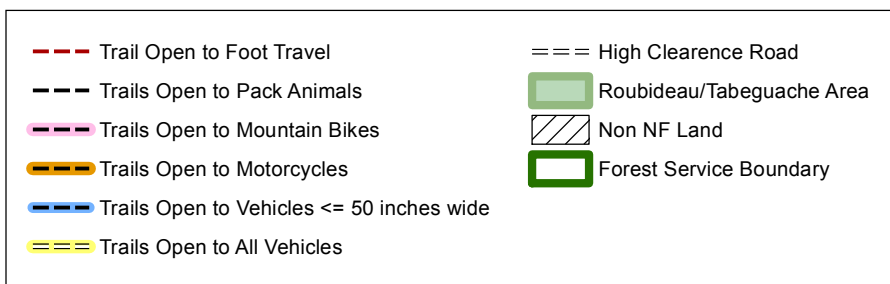 Trail Open to Foot Travel
Trails Open to Pack Animals
Trails Open to Mountain Bikes
Trails Open to Motorcycles
Trails Open to Vehicles <= 50 inches wide
Trails Open to All Vehicles
High Clearence Road
Roubideau/Tabeguache Area
Non NF Land
Forest Service Boundary